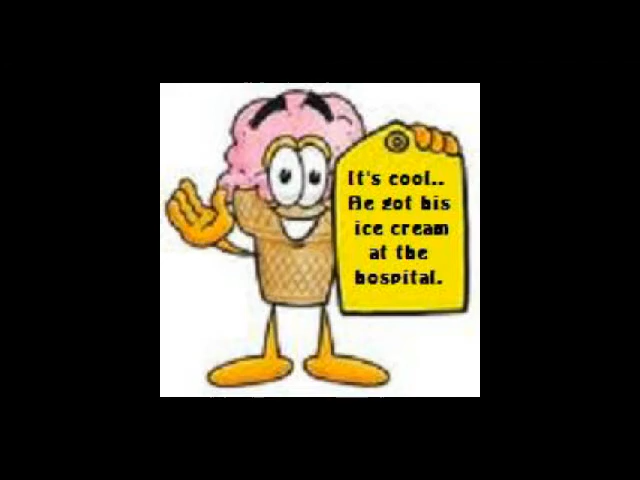 It's cool..
He got his
ice cream
at the
hospital.